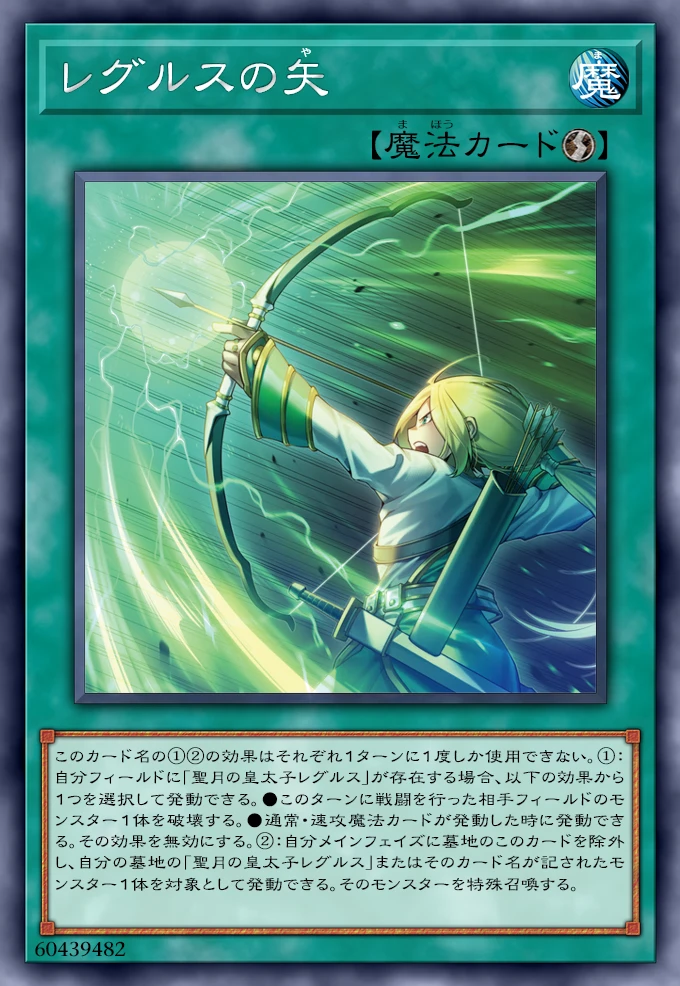 レグルスの矢
や
魔
ま
【魔法カード】
ま ほう
このカード名の①②の効果はそれぞれ１ターンに１度しか使用できない。①：
自分フィールドに「聖月の皇太子レグルス」が存在する場合、以下の効果から
１つを選択して発動できる。●このターンに戦闘を行った相手フィールドのモ
ンスター１体を破壊する。●通常・速攻魔法カードが発動した時に発動でき
る。その効果を無効にする。②：自分メインフェイズに墓地のこのカードを除外
し、自分の墓地の「聖月の皇太子レグルス」またはそのカード名が記されたモ
ンスター１体を対象として発動できる。そのモンスターを特殊召喚する。
60439482